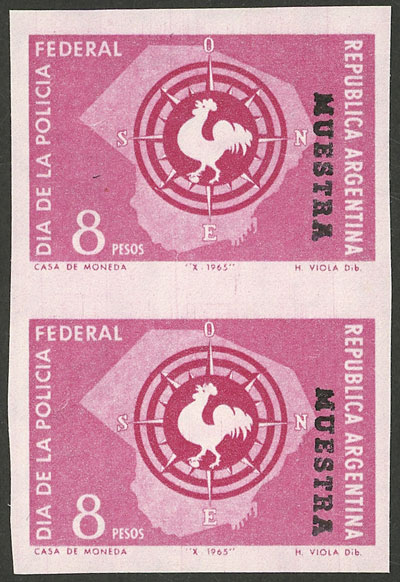 DIA DE LA POLICIA
FEDERAL
O
S
N
E
REPUBLICA ARGENTINA
MUESTRA
8 PESOS
CASA DE MONEDA "X - 1965" H. VIOLA Dib.
DIA DE LA POLICIA
FEDERAL
O
S
N
E
REPUBLICA ARGENTINA
MUESTRA
8 PESOS
CASA DE MONEDA "X - 1965" H. VIOLA Dib.